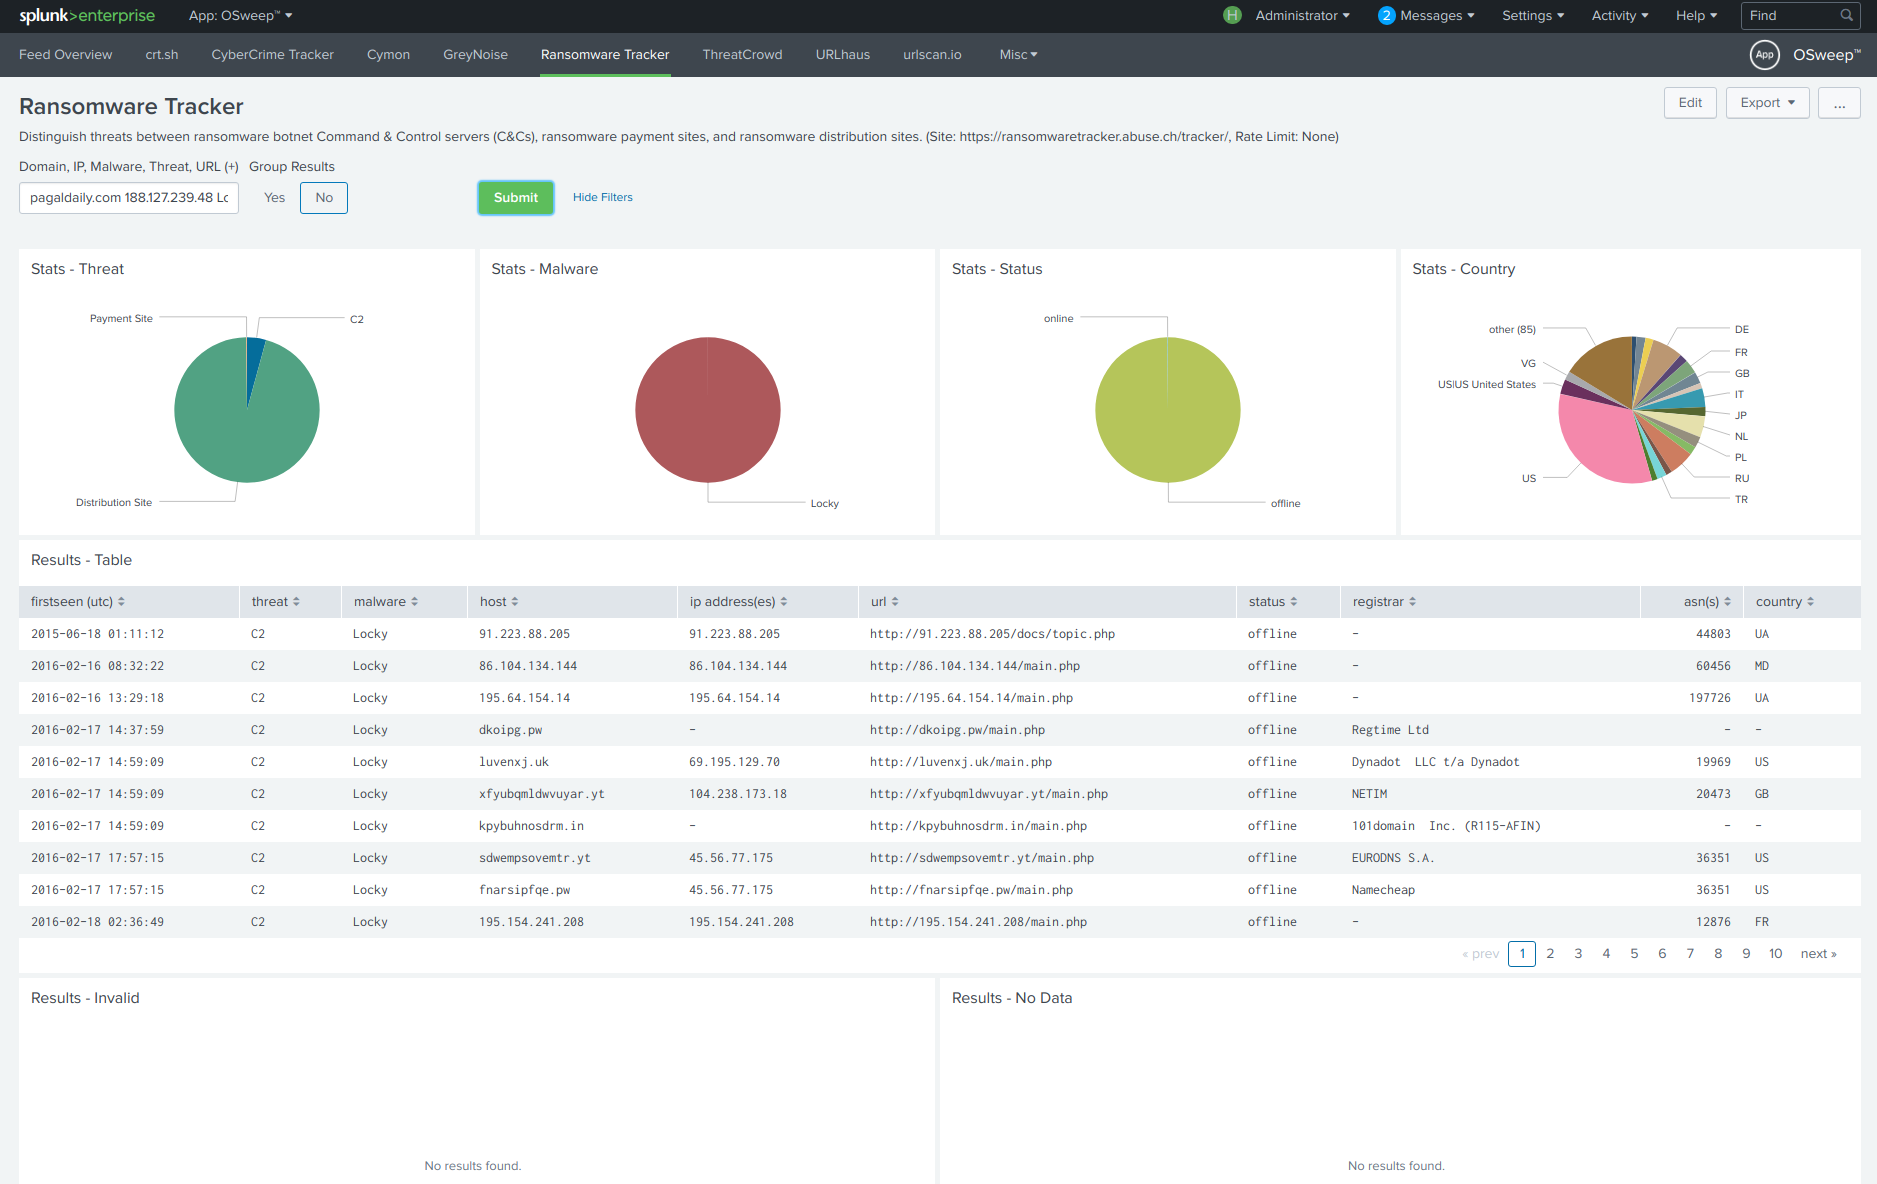 splunk>enterprise App: OSweep™ Administrator 2 Messages Settings Activity Help Find
Feed Overview crt.sh CyberCrime Tracker Cymon GreyNoise Ransomware Tracker ThreatCrowd URLhaus urlscan.io Misc App OSweep™
Ransomware Tracker Edit Export ...
Distinguish threats between ransomware botnet Command & Control servers (C&Cs), ransomware payment sites, and ransomware distribution sites. (Site: https://ransomwaretracker.abuse.ch/tracker/, Rate Limit: None)
Domain, IP, Malware, Threat, URL (+) Group Results
pagaldaily.com 188.127.239.48 Lc Yes No Submit Hide Filters
Stats - Threat
Payment Site
C2
Distribution Site
Stats - Malware
Locky
Stats - Status
online
offline
Stats - Country
other (85)
VG
US|US United States
US
DE
FR
GB
IT
JP
NL
PL
RU
TR
Results - Table
firstseen (utc) threat malware host ip address(es) url status registrar asn(s) country
2015-06-18 01:11:12 C2 Locky 91.223.88.205 91.223.88.205 http://91.223.88.205/docs/topic.php offline - 44803 UA
2016-02-16 08:32:22 C2 Locky 86.104.134.144 86.104.134.144 http://86.104.134.144/main.php offline - 60456 MD
2016-02-16 13:29:18 C2 Locky 195.64.154.14 195.64.154.14 http://195.64.154.14/main.php offline - 197726 UA
2016-02-17 14:37:59 C2 Locky dkoipg.pw - http://dkoipg.pw/main.php offline Regtime Ltd - -
2016-02-17 14:59:09 C2 Locky luvenxj.uk 69.195.129.70 http://luvenxj.uk/main.php offline Dynadot LLC t/a Dynadot 19969 US
2016-02-17 14:59:09 C2 Locky xfyubqmldwvuyar.yt 104.238.173.18 http://xfyubqmldwvuyar.yt/main.php offline NETIM 20473 GB
2016-02-17 14:59:09 C2 Locky kpybuhnosdrm.in - http://kpybuhnosdrm.in/main.php offline 101domain Inc. (R115-AFIN) - -
2016-02-17 17:57:15 C2 Locky sdwempsovemtr.yt 45.56.77.175 http://sdwempsovemtr.yt/main.php offline EURODNS S.A. 36351 US
2016-02-17 17:57:15 C2 Locky fnarsipfqe.pw 45.56.77.175 http://fnarsipfqe.pw/main.php offline Namecheap 36351 US
2016-02-18 02:36:49 C2 Locky 195.154.241.208 195.154.241.208 http://195.154.241.208/main.php offline - 12876 FR
« prev 1 2 3 4 5 6 7 8 9 10 next »
Results - Invalid
No results found.
Results - No Data
No results found.